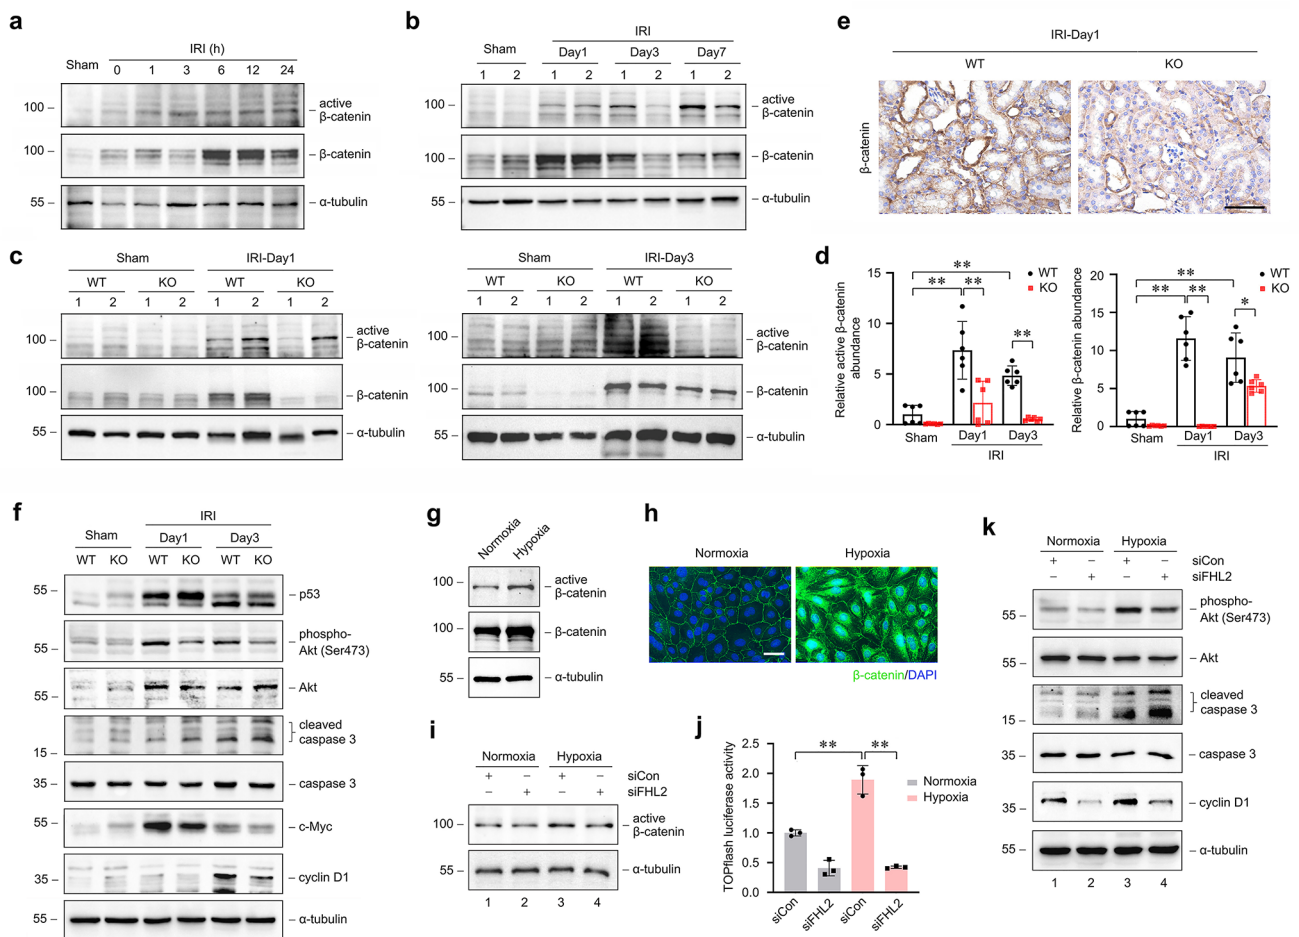 a
IRI (h)
Sham 0 1 3 6 12 24
100 – – active
β-catenin
100 – – β-catenin
55 – – α-tubulin
b
IRI
Sham Day1 Day3 Day7
1 2 1 2 1 2 1 2
100 – – active
β-catenin
100 – – β-catenin
55 – – α-tubulin
e
IRI-Day1
WT KO
β-catenin
c
Sham IRI-Day1
WT KO WT KO
1 2 1 2 1 2 1 2
100 – – active
β-catenin
100 – – β-catenin
55 – – α-tubulin
Sham IRI-Day3
WT KO WT KO
1 2 1 2 1 2 1 2
100 – – active
β-catenin
100 – – β-catenin
55 – – α-tubulin
d
Relative active β-catenin
abundance
15
10
5
0
** ** ** **
WT
KO
Sham Day1 Day3
IRI
Relative β-catenin abundance
20
15
10
5
0
** ** ** *
WT
KO
Sham Day1 Day3
IRI
f
IRI
Sham Day1 Day3
WT KO WT KO WT KO
55 – – p53
55 – phospho-
Akt (Ser473)
55 – – Akt
15 – cleaved
caspase 3
35 – – caspase 3
55 – – c-Myc
35 – – cyclin D1
55 – – α-tubulin
g
Normoxia Hypoxia
100 – – active
β-catenin
100 – – β-catenin
55 – – α-tubulin
h
Normoxia Hypoxia
β-catenin/DAPI
i
Normoxia Hypoxia
+ – + – siCon
– + – + siFHL2
100 – – active
β-catenin
55 – – α-tubulin
1 2 3 4
j
TOPflash luciferase activity
2.5
2.0
1.5
1.0
0.5
0.0
** **
Normoxia
Hypoxia
siCon siFHL2 siCon siFHL2
k
Normoxia Hypoxia
+ – + – siCon
– + – + siFHL2
55 – – phospho-
Akt (Ser473)
55 – – Akt
15 – cleaved
caspase 3
35 – – caspase 3
35 – – cyclin D1
55 – – α-tubulin
1 2 3 4